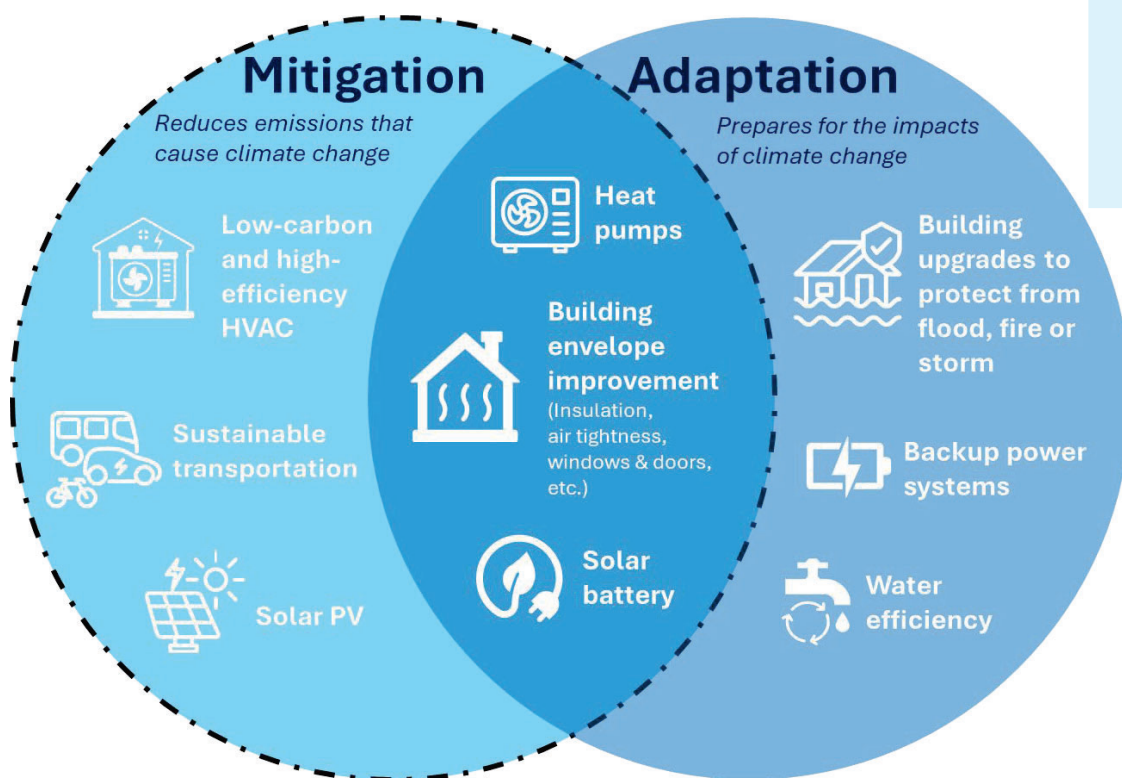 Mitigation
Reduces emissions that
cause climate change
Low-carbon
and high-
efficiency
HVAC
Sustainable
transportation
Solar PV
Heat
pumps
Building
envelope
improvement
(Insulation,
air tightness,
windows & doors,
etc.)
Solar
battery
Adaptation
Prepares for the impacts
of climate change
Building
upgrades to
protect from
flood, fire or
storm
Backup power
systems
Water
efficiency